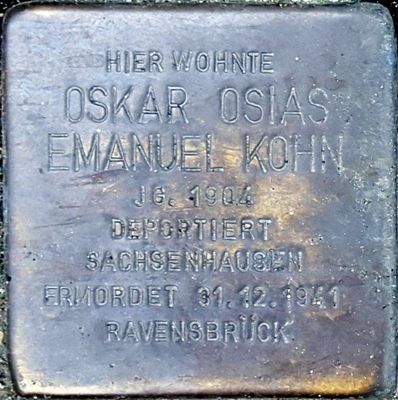 HIER WOHNTE
OSKAR OSIAS
EMANUEL KOHN
JG. 1904
DEPORTIERT
SACHSENHAUSEN
ERMORDET 31.12.1941
RAVENSBRÜCK